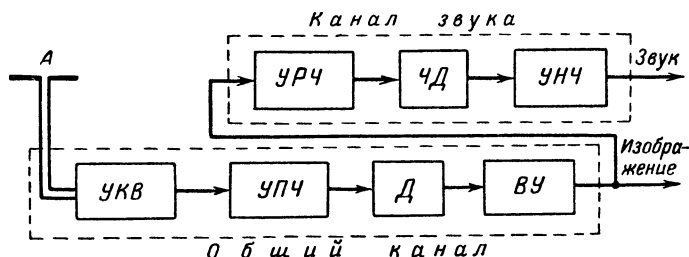 Канал звука
А
УРЧ ЧД УНЧ
Звук
УКВ УПЧ Д ВУ
Изобра-
жение
Общий канал